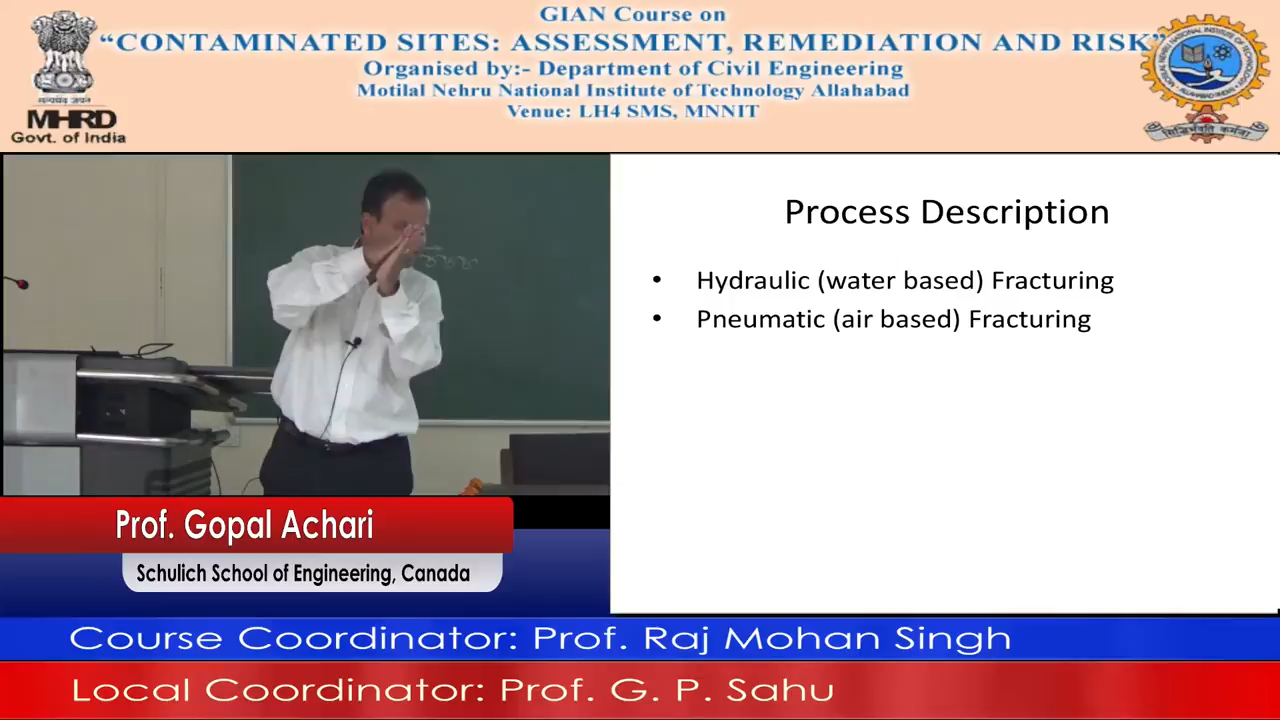 GIAN Course on
“CONTAMINATED SITES: ASSESSMENT, REMEDIATION AND RISK”
Organised by:- Department of Civil Engineering
Motilal Nehru National Institute of Technology Allahabad
Venue: LH4 SMS, MNNIT
सत्यमेव जयते
MHRD
Govt. of India
Process Description
• Hydraulic (water based) Fracturing
• Pneumatic (air based) Fracturing
Prof. Gopal Achari
Schulich School of Engineering, Canada
Course Coordinator: Prof. Raj Mohan Singh
Local Coordinator: Prof. G. P. Sahu